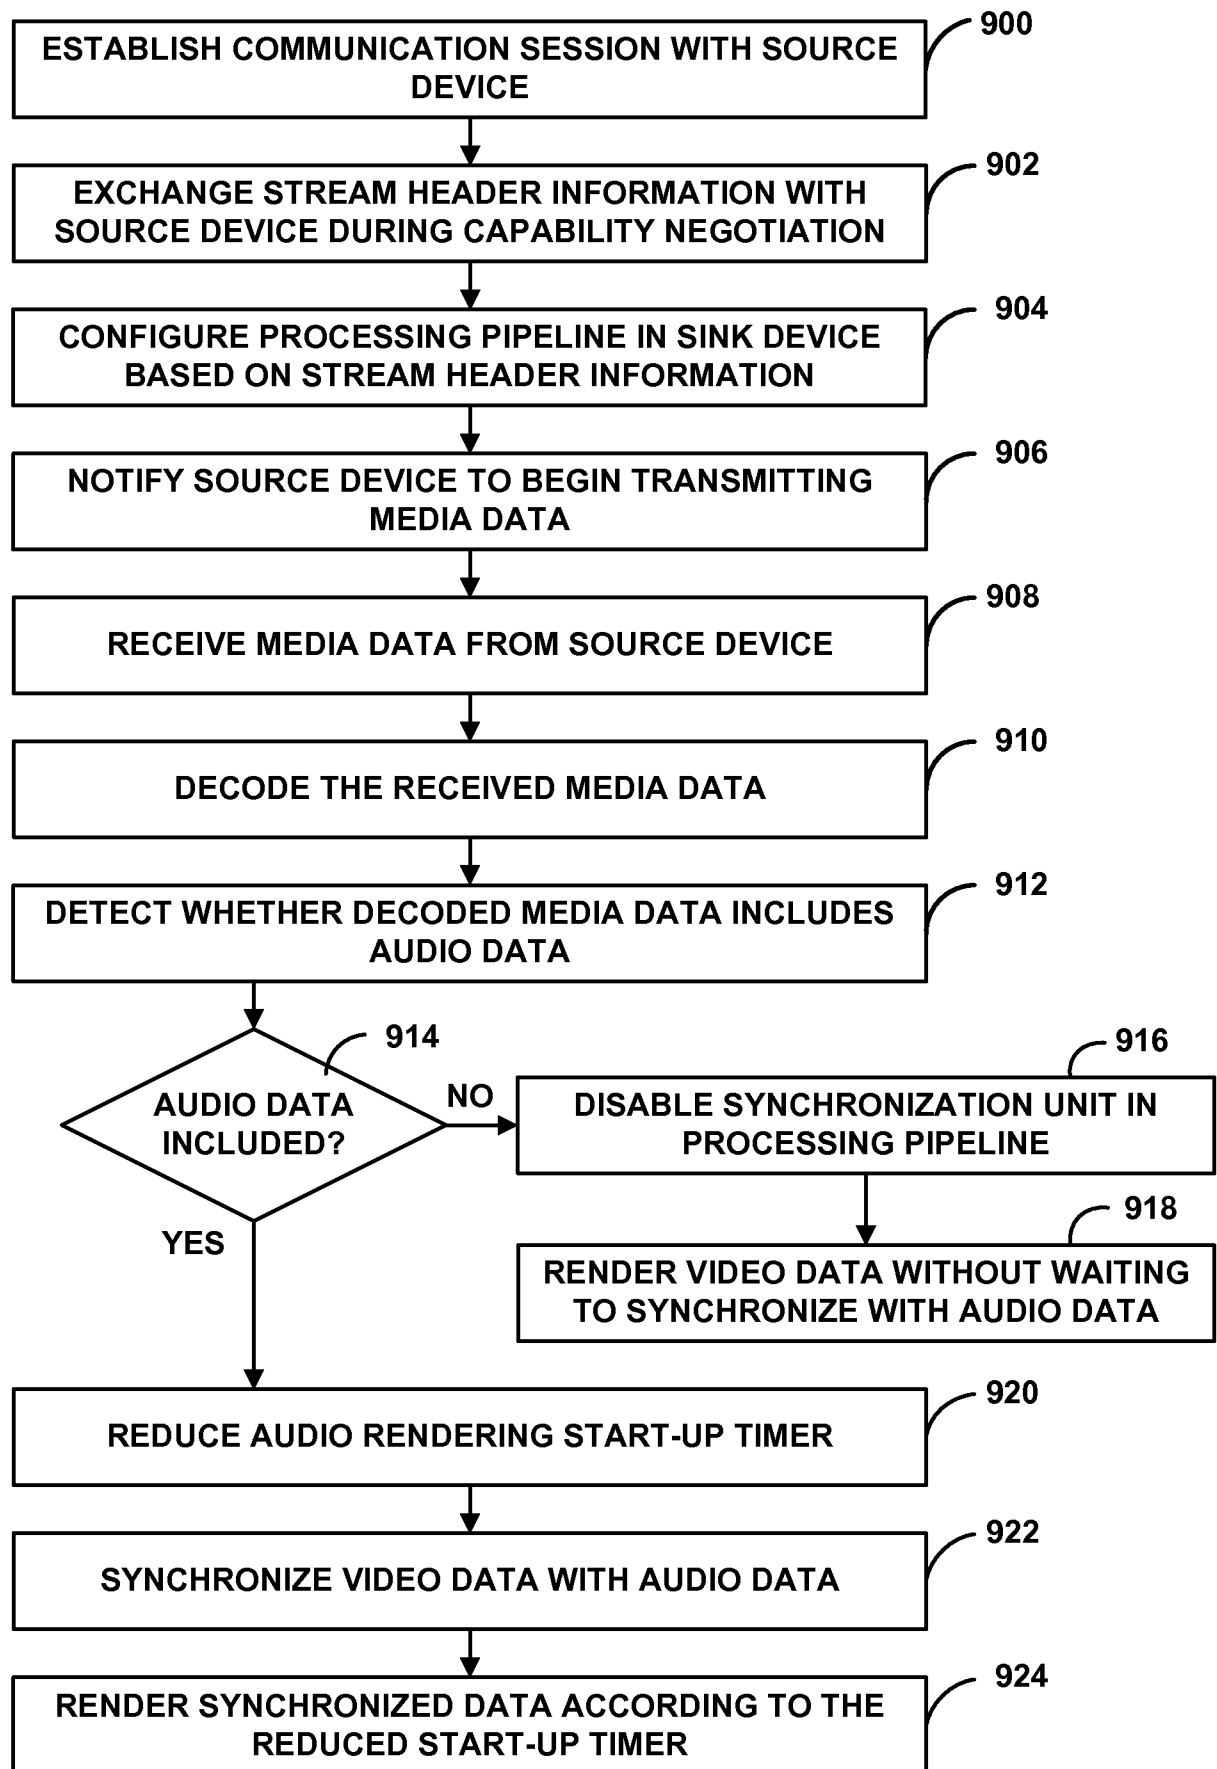 900
ESTABLISH COMMUNICATION SESSION WITH SOURCE
DEVICE
902
EXCHANGE STREAM HEADER INFORMATION WITH
SOURCE DEVICE DURING CAPABILITY NEGOTIATION
904
CONFIGURE PROCESSING PIPELINE IN SINK DEVICE
BASED ON STREAM HEADER INFORMATION
906
NOTIFY SOURCE DEVICE TO BEGIN TRANSMITTING
MEDIA DATA
908
RECEIVE MEDIA DATA FROM SOURCE DEVICE
910
DECODE THE RECEIVED MEDIA DATA
912
DETECT WHETHER DECODED MEDIA DATA INCLUDES
AUDIO DATA
914
AUDIO DATA
INCLUDED?
NO
916
DISABLE SYNCHRONIZATION UNIT IN
PROCESSING PIPELINE
918
RENDER VIDEO DATA WITHOUT WAITING
TO SYNCHRONIZE WITH AUDIO DATA
YES
920
REDUCE AUDIO RENDERING START-UP TIMER
922
SYNCHRONIZE VIDEO DATA WITH AUDIO DATA
924
RENDER SYNCHRONIZED DATA ACCORDING TO THE
REDUCED START-UP TIMER